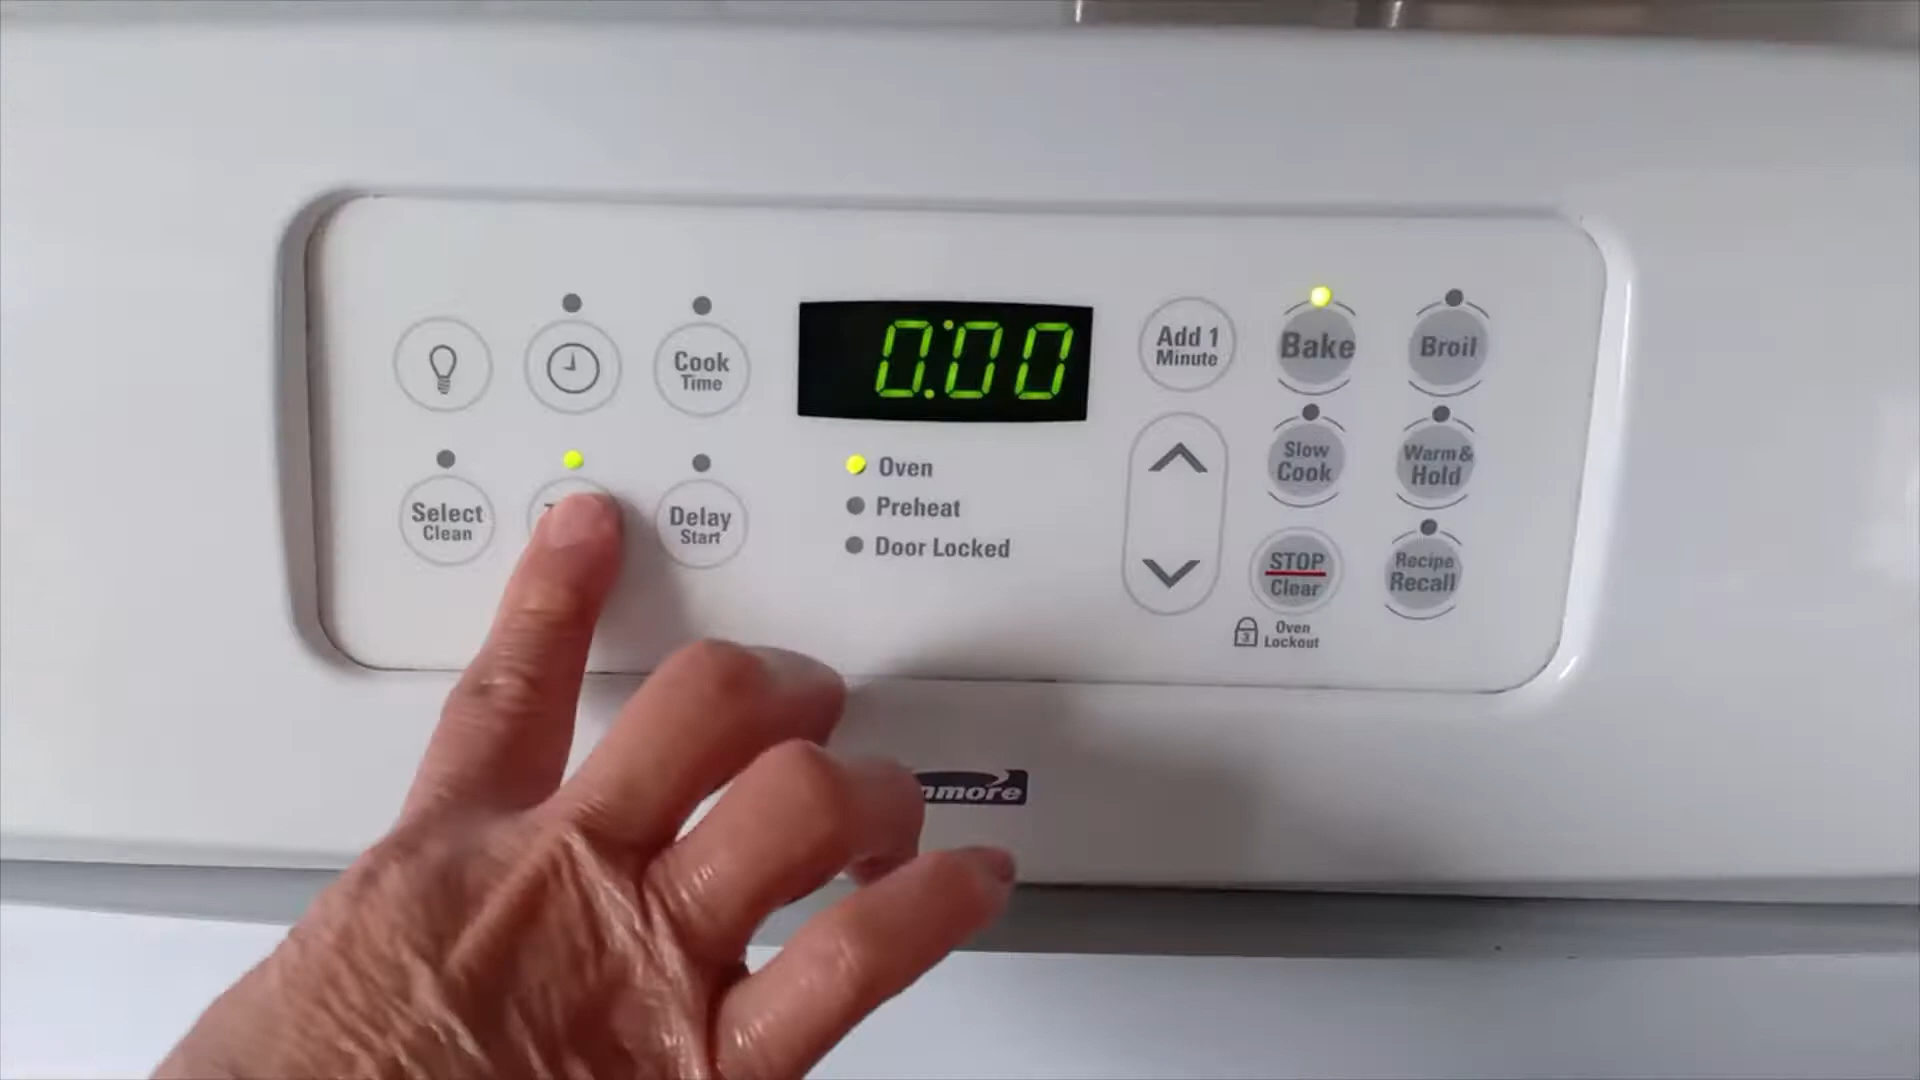 Cook
Time
0:00
Add 1
Minute
Bake
Broil
Select
Clean
Delay
Start
Oven
Preheat
Door Locked
Slow
Cook
Warm&
Hold
STOP
Clear
Recipe
Recall
3
Oven
Lockout
nmore